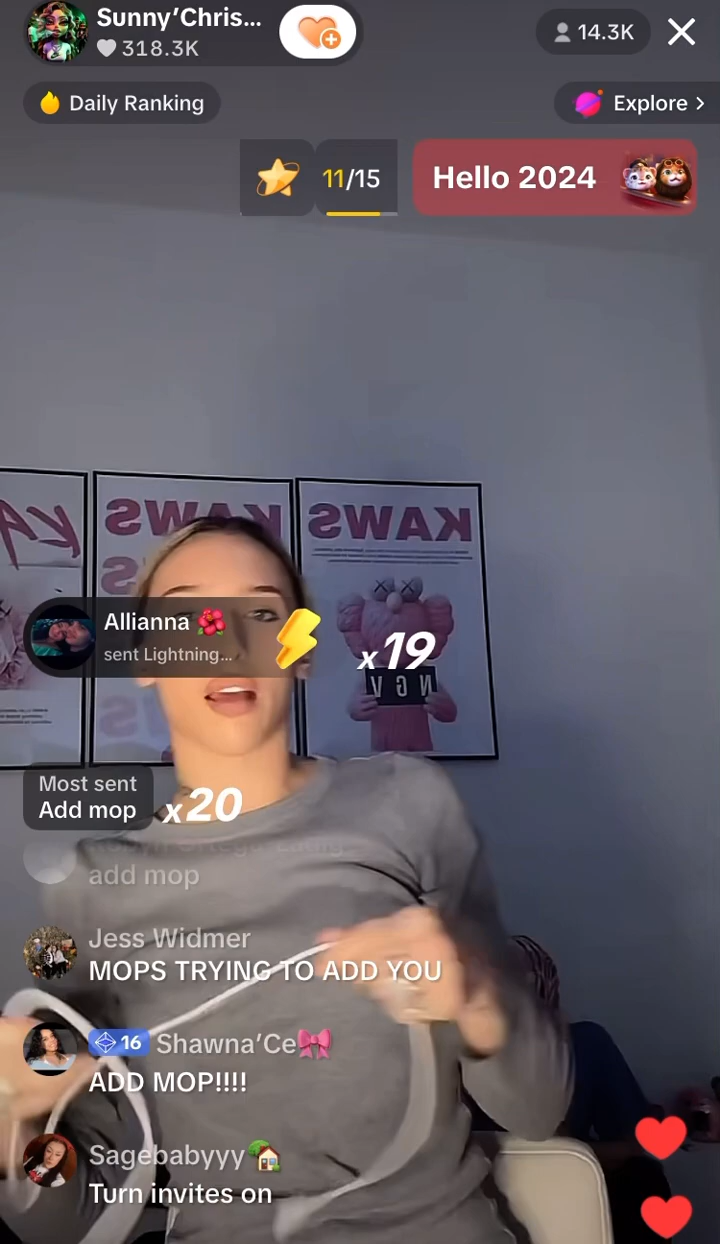 Sunny’Chris...
318.3K
14.3K
Daily Ranking
Explore >
11/15
Hello 2024
KAWS
KAWS
Allianna
sent Lightning...
x19
NGV
Most sent
Add mop
x20
add mop
Jess Widmer
MOPS TRYING TO ADD YOU
16 Shawna’Ce
ADD MOP!!!!
Sagebabyyy
Turn invites on